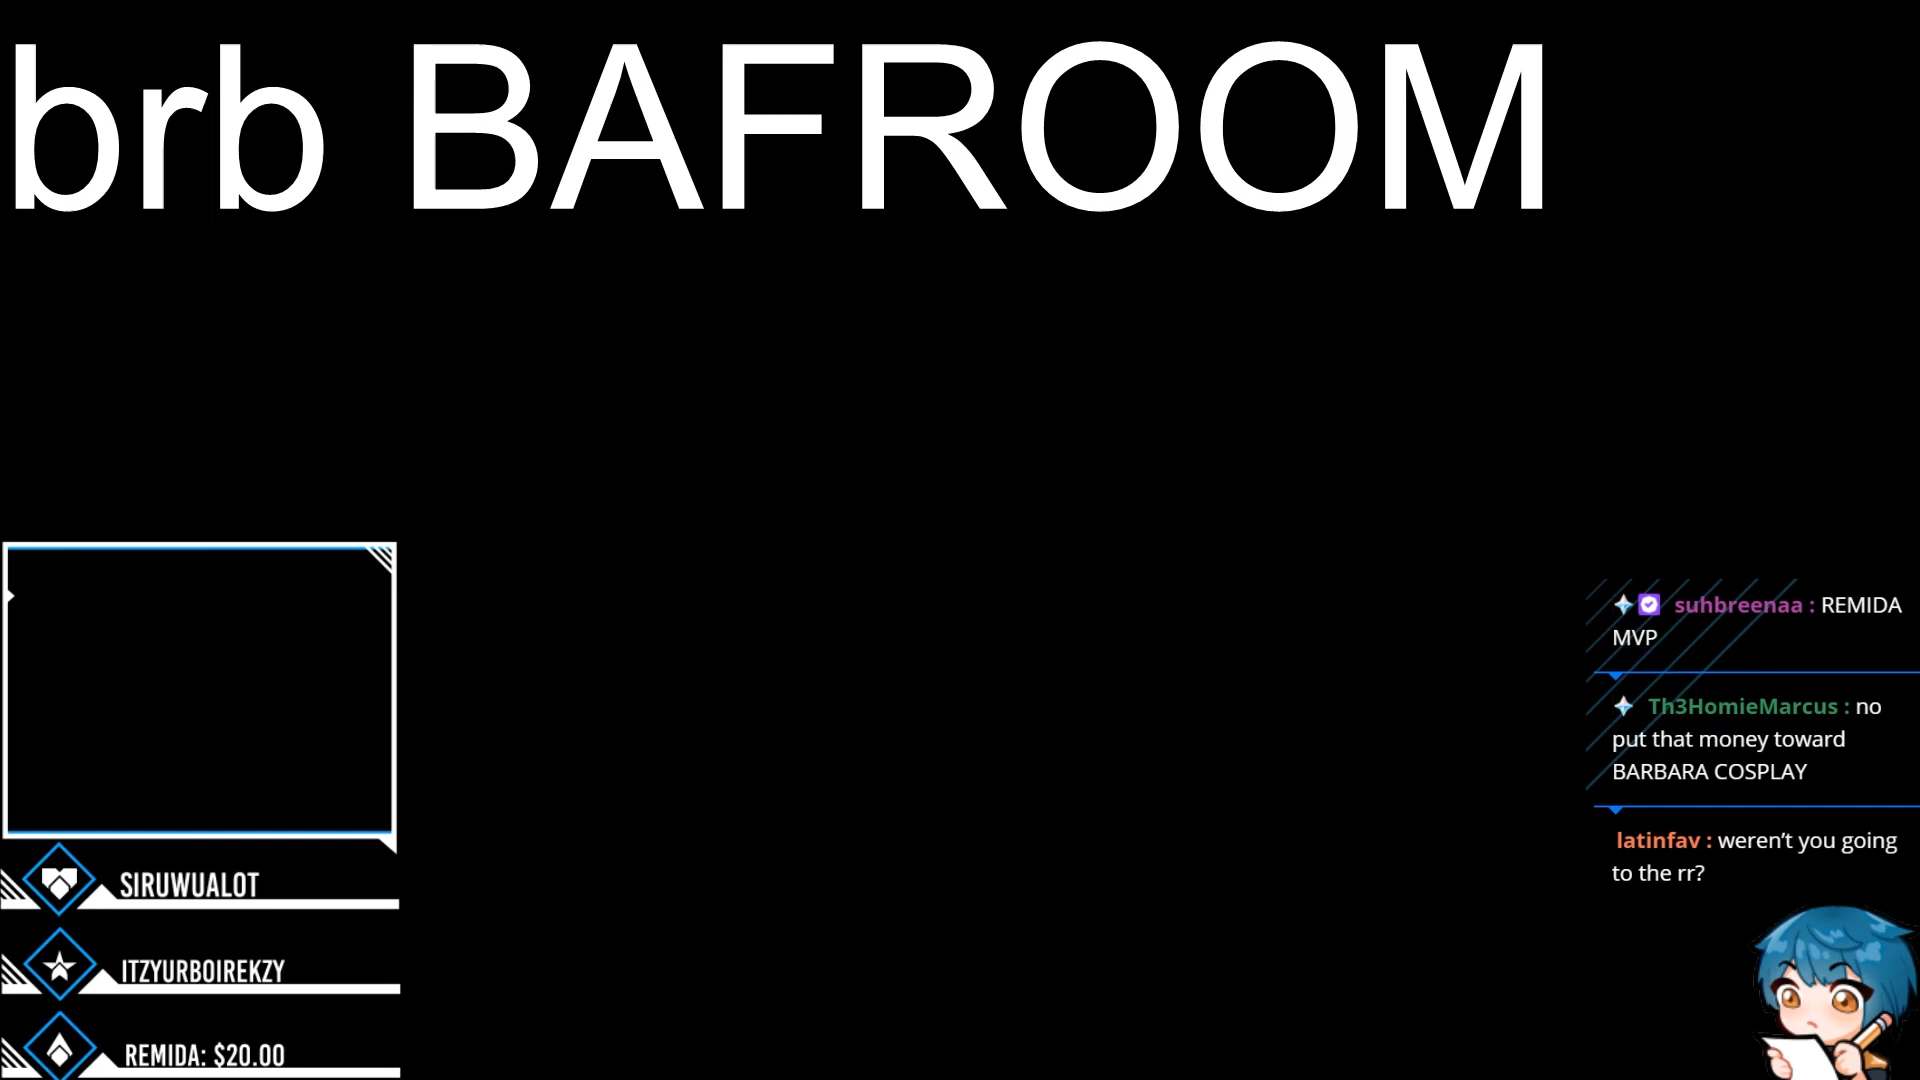 brb BAFROOM
suhbreenaa : REMIDA
MVP
Th3HomieMarcus : no
put that money toward
BARBARA COSPLAY
latinfav : weren’t you going
to the rr?
SIRUWUALOT
ITZYURBOIREKZY
REMIDA: $20.00